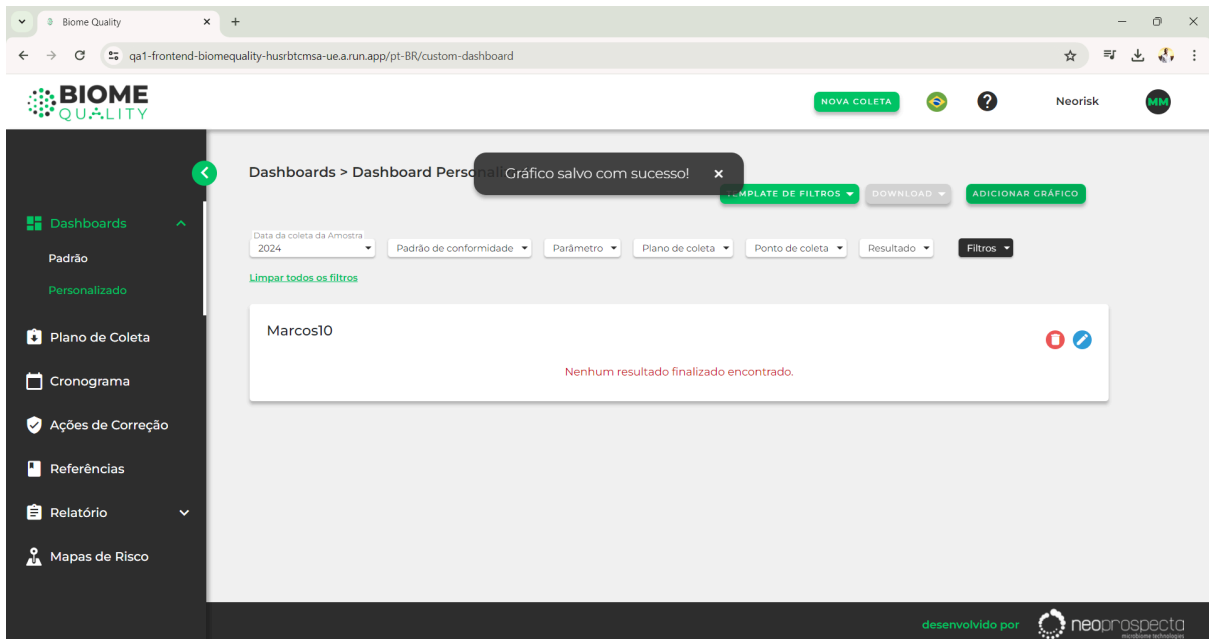 Biome Quality
qa1-frontend-biomequality-husrbtcmsa-ue.a.run.app/pt-BR/custom-dashboard
BIOME
QUALITY
NOVA COLETA
Neorisk
MM
Dashboards > Dashboard Personali
Gráfico salvo com sucesso!
TEMPLATE DE FILTROS
DOWNLOAD
ADICIONAR GRÁFICO
Dashboards
Padrão
Personalizado
Plano de Coleta
Cronograma
Ações de Correção
Referências
Relatório
Mapas de Risco
Data da coleta da Amostra
2024
Padrão de conformidade
Parâmetro
Plano de coleta
Ponto de coleta
Resultado
Filtros
Limpar todos os filtros
Marcos10
Nenhum resultado finalizado encontrado.
desenvolvido por
neoprospecta
microbiome technologies